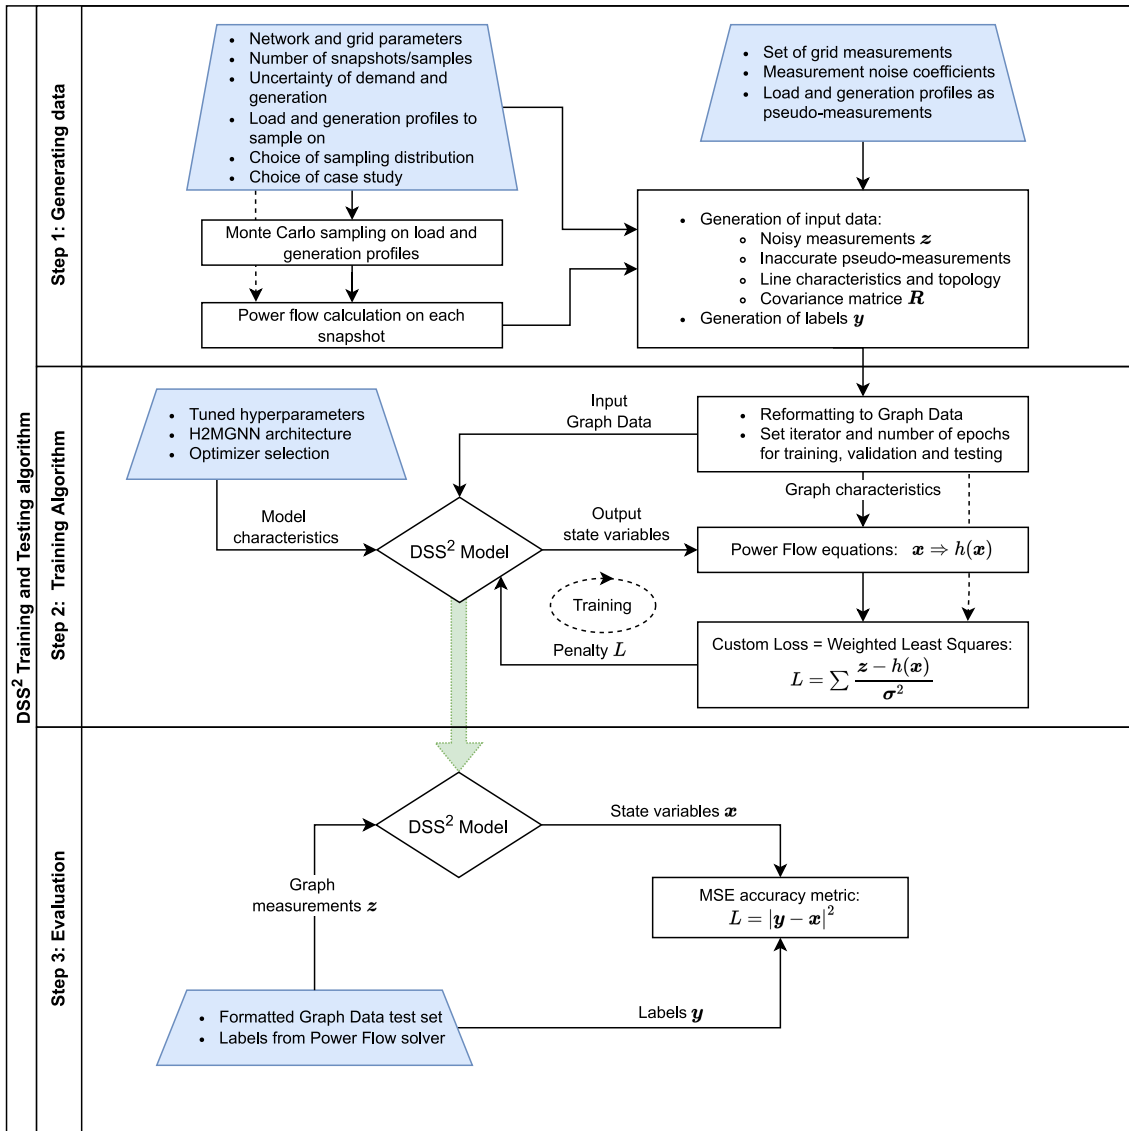 DSS² Training and Testing algorithm
Step 1: Generating data
• Network and grid parameters
• Number of snapshots/samples
• Uncertainty of demand and
generation
• Load and generation profiles to
sample on
• Choice of sampling distribution
• Choice of case study
• Set of grid measurements
• Measurement noise coefficients
• Load and generation profiles as
pseudo-measurements
Monte Carlo sampling on load and
generation profiles
Power flow calculation on each
snapshot
• Generation of input data:
o Noisy measurements z
o Inaccurate pseudo-measurements
o Line characteristics and topology
o Covariance matrice R
• Generation of labels y
Step 2: Training Algorithm
• Tuned hyperparameters
• H2MGNN architecture
• Optimizer selection
Input
Graph Data
• Reformatting to Graph Data
• Set iterator and number of epochs
for training, validation and testing
Graph characteristics
Model
characteristics
DSS² Model
Output
state variables
Power Flow equations: x ⇒ h(x)
Training
Penalty L
Custom Loss = Weighted Least Squares:
L = ∑ (z − h(x)) / σ²
Step 3: Evaluation
DSS² Model
State variables x
Graph
measurements z
MSE accuracy metric:
L = |y − x|²
• Formatted Graph Data test set
• Labels from Power Flow solver
Labels y